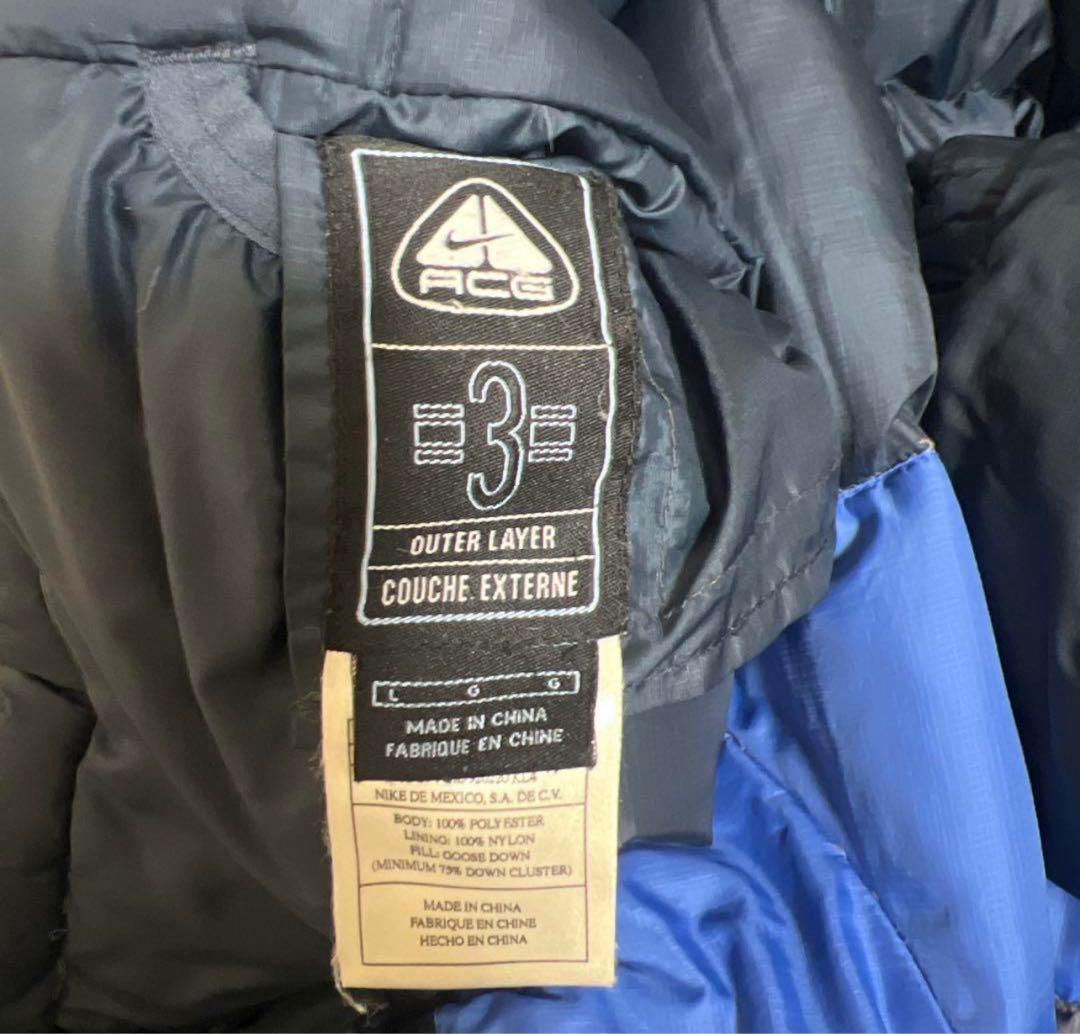 ACG
3
OUTER LAYER
COUCHE EXTERNE
L G G
MADE IN CHINA
FABRIQUE EN CHINE
NIKE DE MEXICO, S.A. DE C.V.
BODY: 100% POLYESTER
LINING: 100% NYLON
FILL: GOOSE DOWN
(MINIMUM 75% DOWN CLUSTER)
MADE IN CHINA
FABRIQUE EN CHINE
HECHO EN CHINA